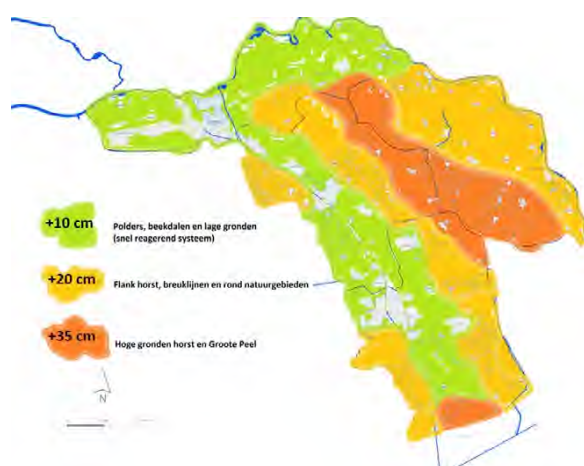 +10 cm
Polders, beekdalen en lage gronden
(snel reagerend systeem)
+20 cm
Flank horst, breuklijnen en rond natuurgebieden
+35 cm
Hoge gronden horst en Groote Peel
N